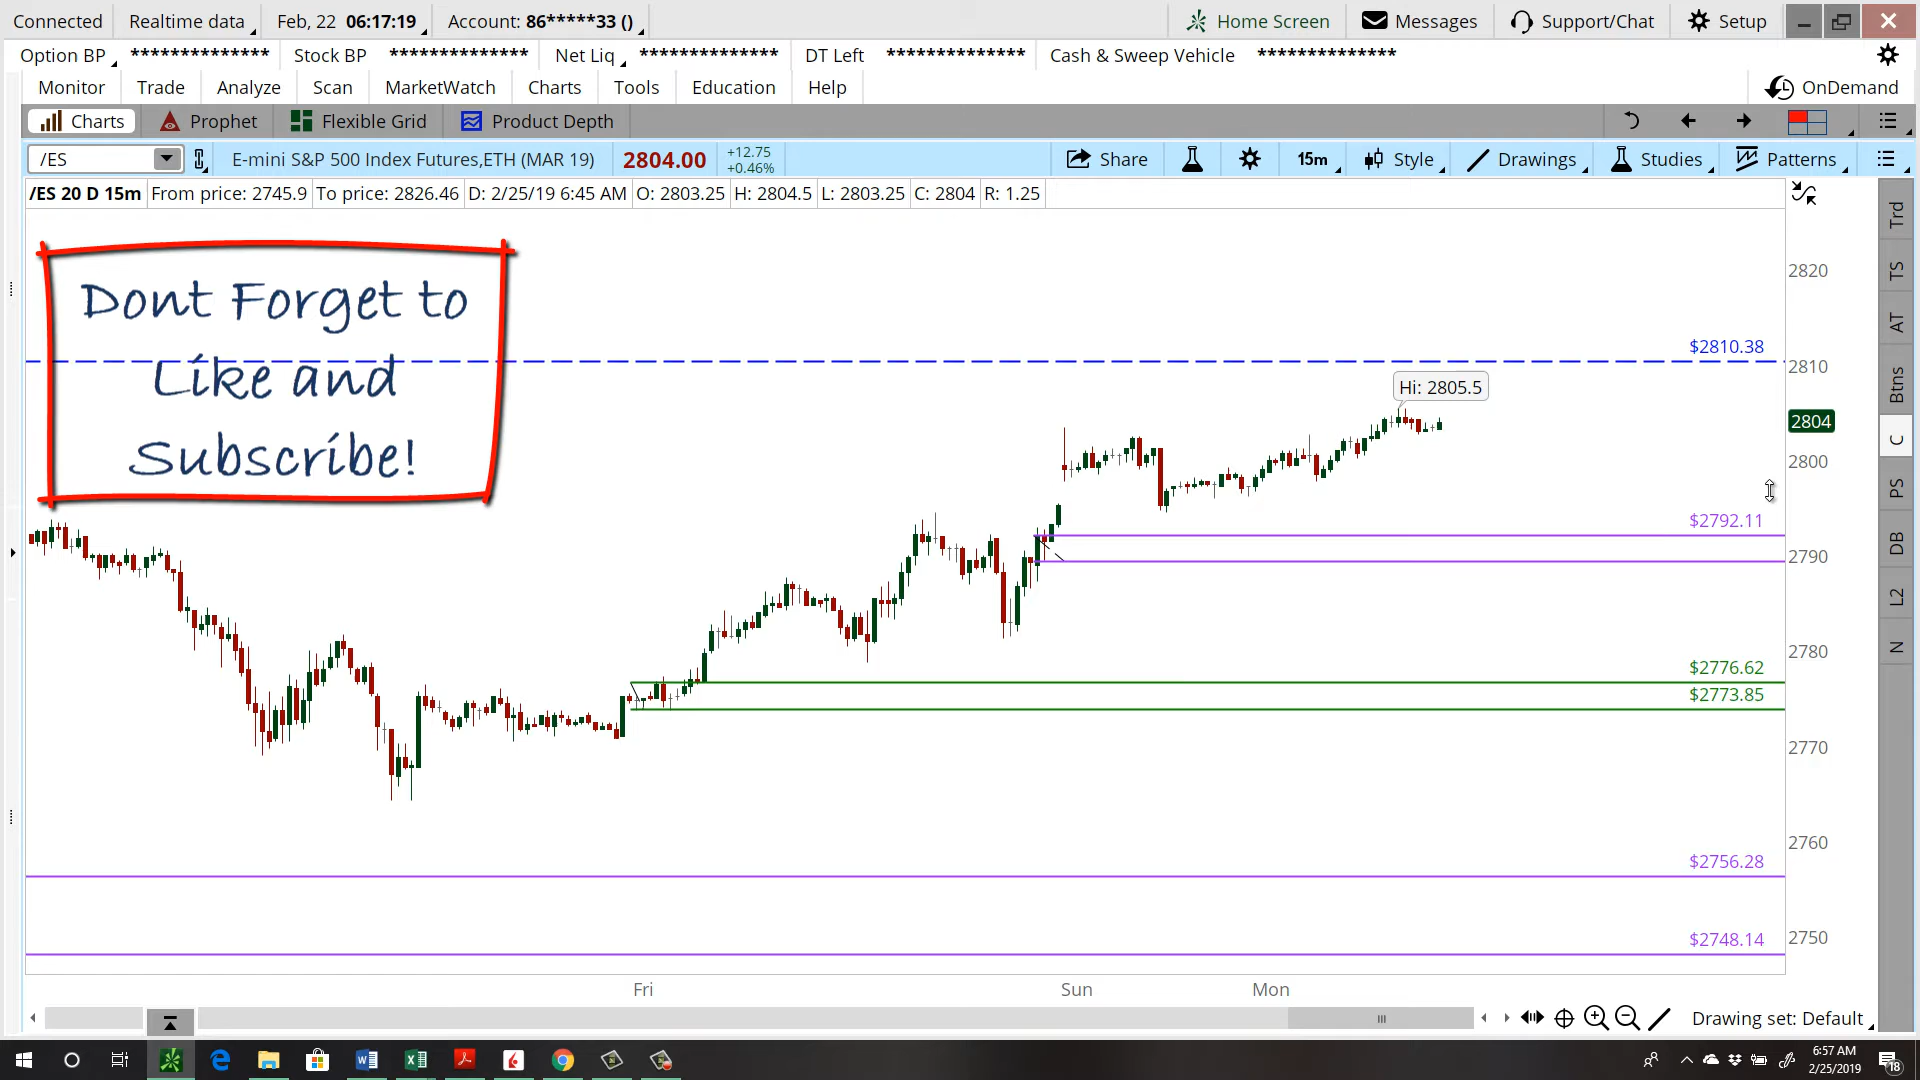 Connected Realtime data Feb, 22 06:17:19 Account: 86*****33 () Home Screen Messages Support/Chat Setup
Option BP ************** Stock BP ************** Net Liq ************** DT Left ************** Cash & Sweep Vehicle **************
Monitor Trade Analyze Scan MarketWatch Charts Tools Education Help OnDemand
Charts Prophet Flexible Grid Product Depth
/ES E-mini S&P 500 Index Futures,ETH (MAR 19) 2804.00 +12.75 Share 15m Style Drawings Studies Patterns
+0.46%
/ES 20 D 15m From price: 2745.9 To price: 2826.46 D: 2/25/19 6:45 AM O: 2803.25 H: 2804.5 L: 2803.25 C: 2804 R: 1.25
Trd
TS
AT
Btns
C
PS
DB
L2
N
Dont Forget to
Like and
Subscribe!
2820
$2810.38
2810
Hi: 2805.5
2804
2800
$2792.11
2790
2780
$2776.62
$2773.85
2770
2760
$2756.28
$2748.14
2750
Fri Sun Mon
Drawing set: Default
6:57 AM
2/25/2019
18